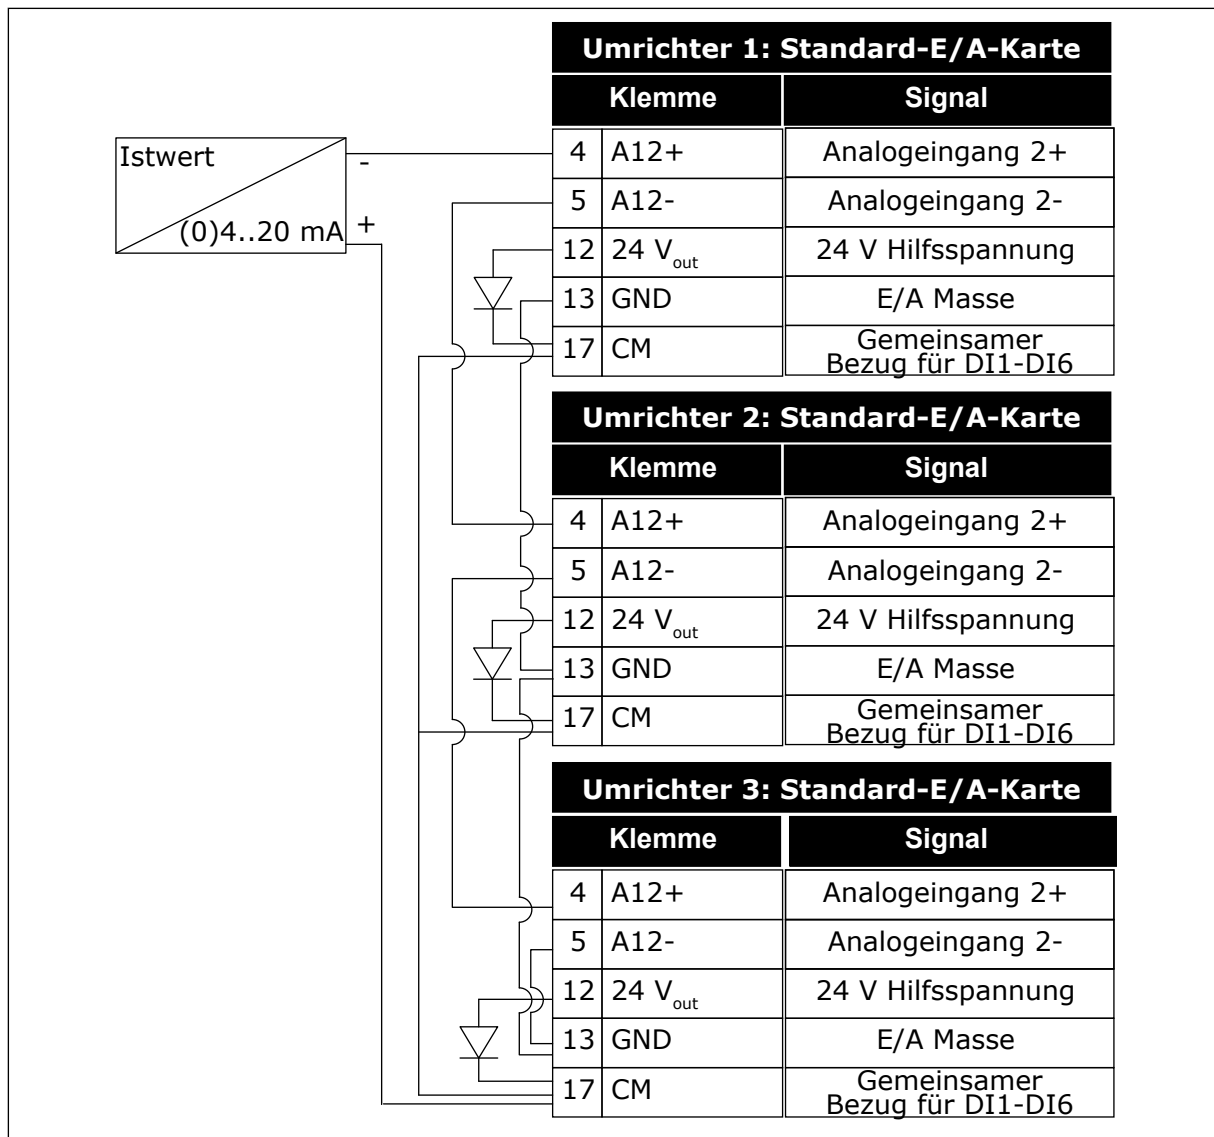 Umrichter 1: Standard-E/A-Karte
Klemme Signal
Istwert
(0)4..20 mA
-
+
4 A12+ Analogeingang 2+
5 A12- Analogeingang 2-
12 24 Vout 24 V Hilfsspannung
13 GND E/A Masse
17 CM Gemeinsamer
Bezug für DI1-DI6
Umrichter 2: Standard-E/A-Karte
Klemme Signal
4 A12+ Analogeingang 2+
5 A12- Analogeingang 2-
12 24 Vout 24 V Hilfsspannung
13 GND E/A Masse
17 CM Gemeinsamer
Bezug für DI1-DI6
Umrichter 3: Standard-E/A-Karte
Klemme Signal
4 A12+ Analogeingang 2+
5 A12- Analogeingang 2-
12 24 Vout 24 V Hilfsspannung
13 GND E/A Masse
17 CM Gemeinsamer
Bezug für DI1-DI6